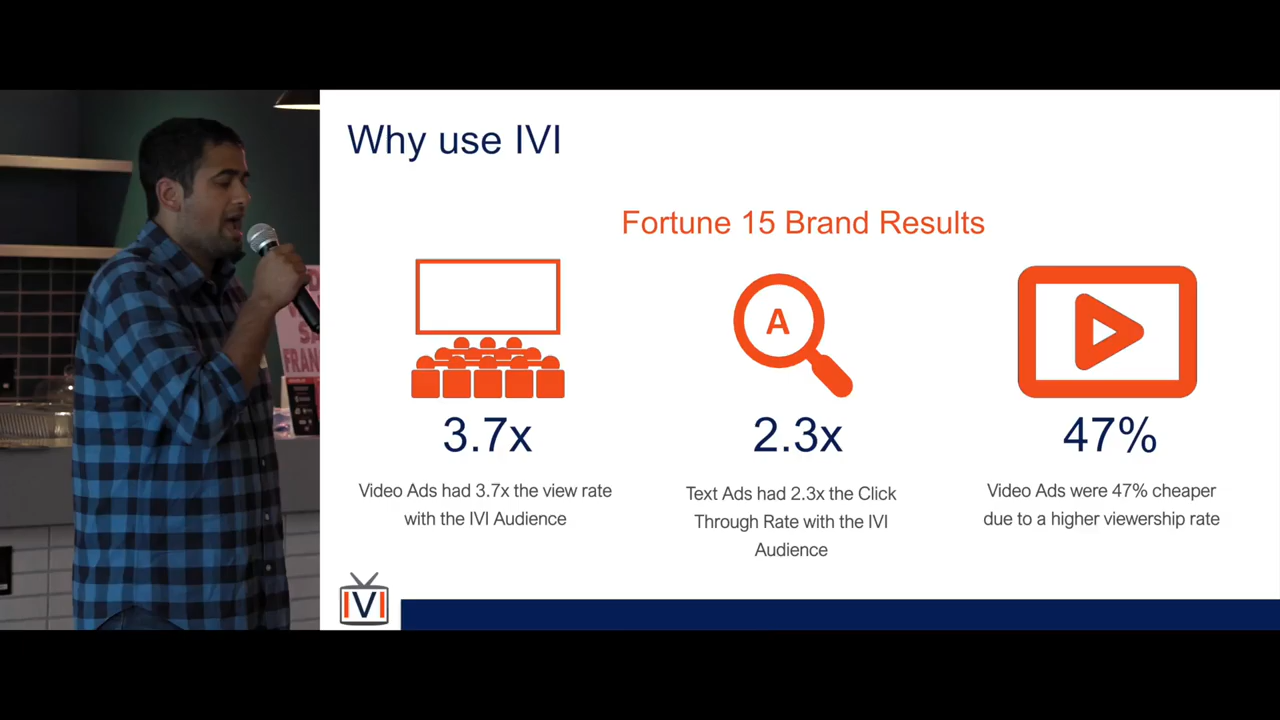 Why use IVI
Fortune 15 Brand Results
A
3.7x
2.3x
47%
Video Ads had 3.7x the view rate
with the IVI Audience
Text Ads had 2.3x the Click
Through Rate with the IVI
Audience
Video Ads were 47% cheaper
due to a higher viewership rate
IVI
SA
FRAN